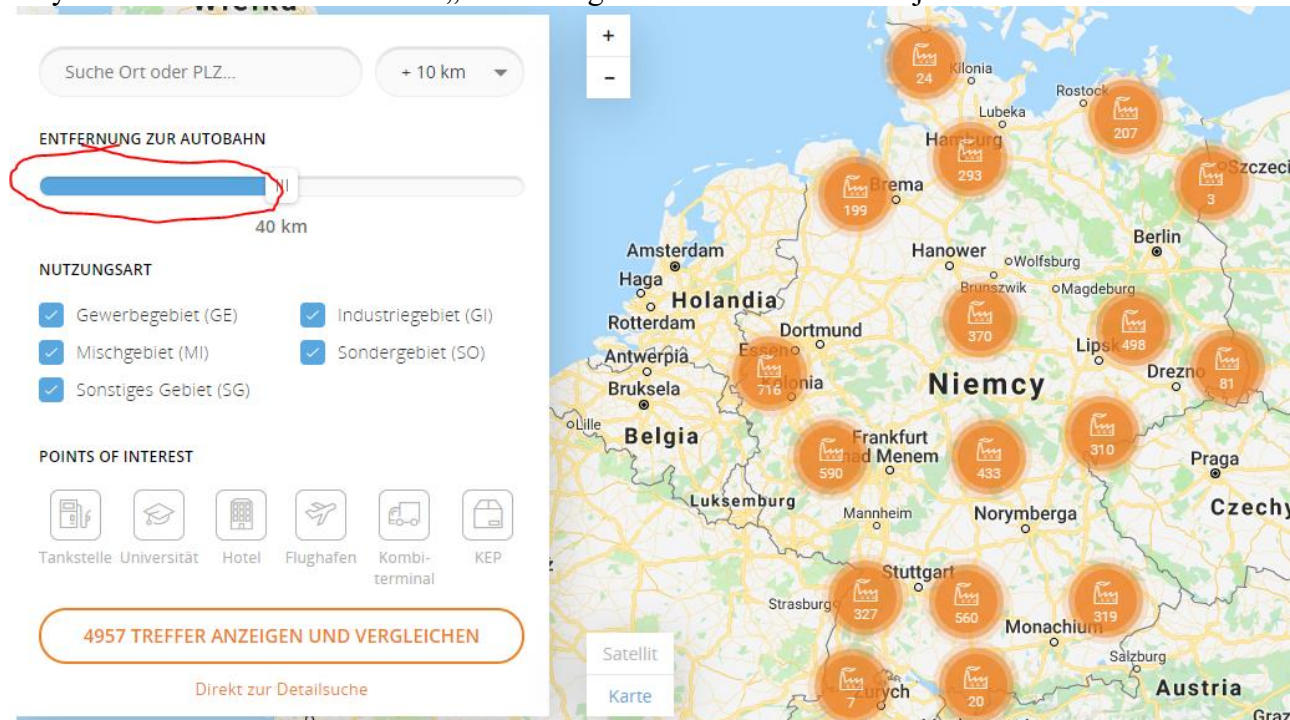 Suche Ort oder PLZ...
+ 10 km
ENTFERNUNG ZUR AUTOBAHN
40 km
NUTZUNGSART
Gewerbegebiet (GE)
Industriegebiet (GI)
Mischgebiet (MI)
Sondergebiet (SO)
Sonstiges Gebiet (SG)
POINTS OF INTEREST
Tankstelle
Universität
Hotel
Flughafen
Kombi-
terminal
KEP
4957 TREFFER ANZEIGEN UND VERGLEICHEN
Direkt zur Detailsuche
+
-
Satellit
Karte
24
Kilonia
Rostock
Lubeka
207
Hamburg
293
Brema
199
3
Berlin
Amsterdam
Hanower
Wolfsburg
Haga
Holandia
Brunszwik
Magdeburg
Rotterdam
Dortmund
370
Lipsk
498
Antwerpia
Drezno
81
716
Bruksela
Niemcy
Lille
Belgia
Frankfurt
nad Menem
590
433
310
Praga
Luksemburg
Mannheim
Norymberga
Czechy
Stuttgart
Strasburg
327
560
319
Monachium
Salzburg
7
20
Austria
Graz